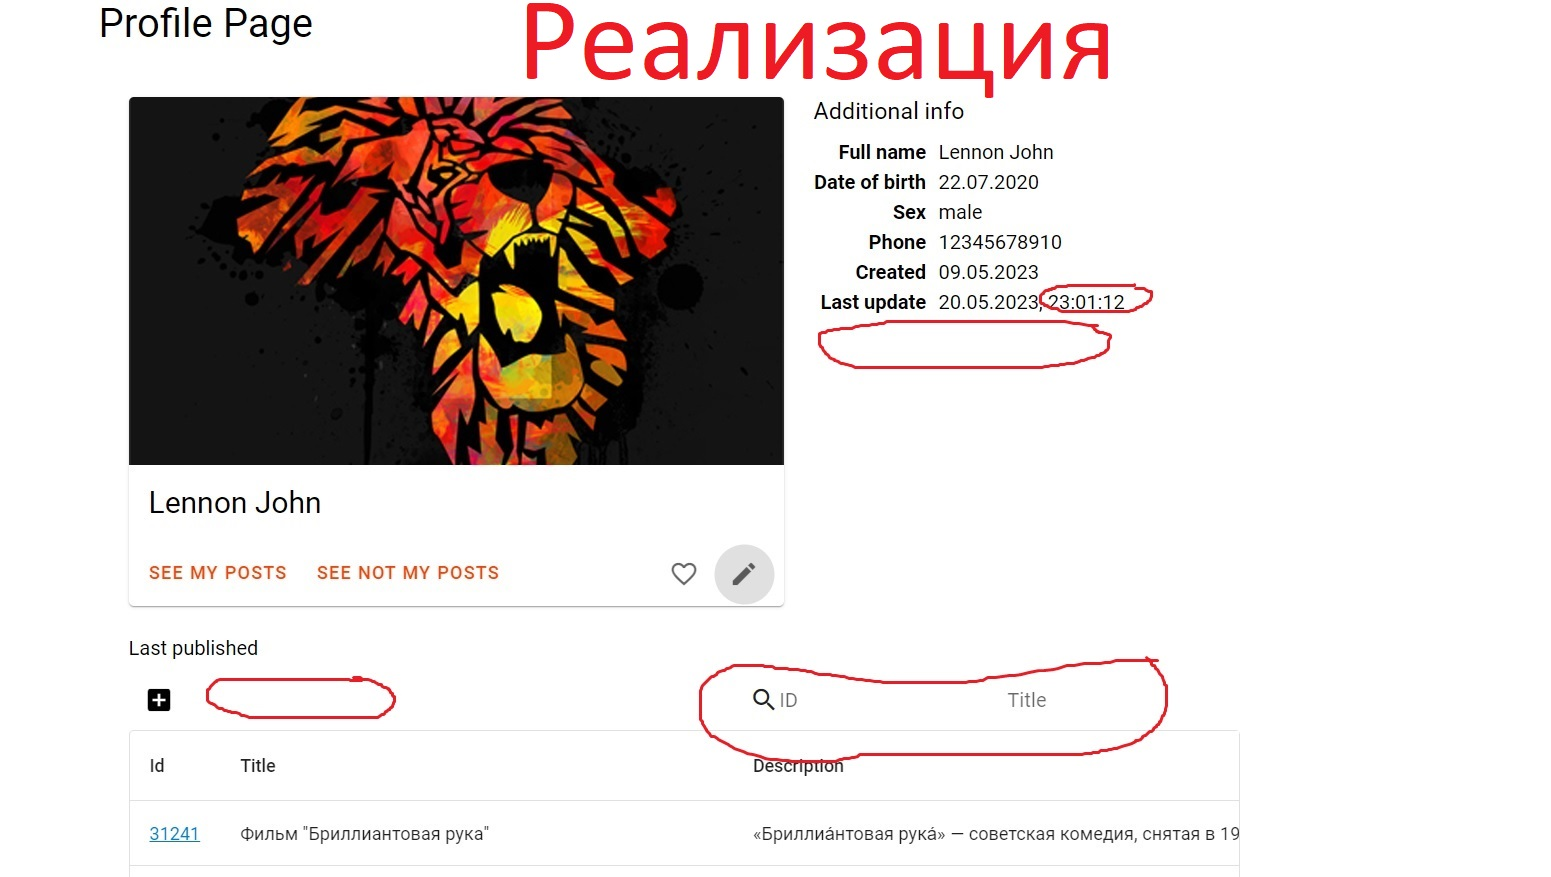 Profile Page
Реализация
Additional info
Full name Lennon John
Date of birth 22.07.2020
Sex male
Phone 12345678910
Created 09.05.2023
Last update 20.05.2023, 23:01:12
Lennon John
SEE MY POSTS SEE NOT MY POSTS
Last published
ID Title
Id Title Description
31241 Фильм "Бриллиантовая рука" «Бриллиа́нтовая рука́» — советская комедия, снятая в 19